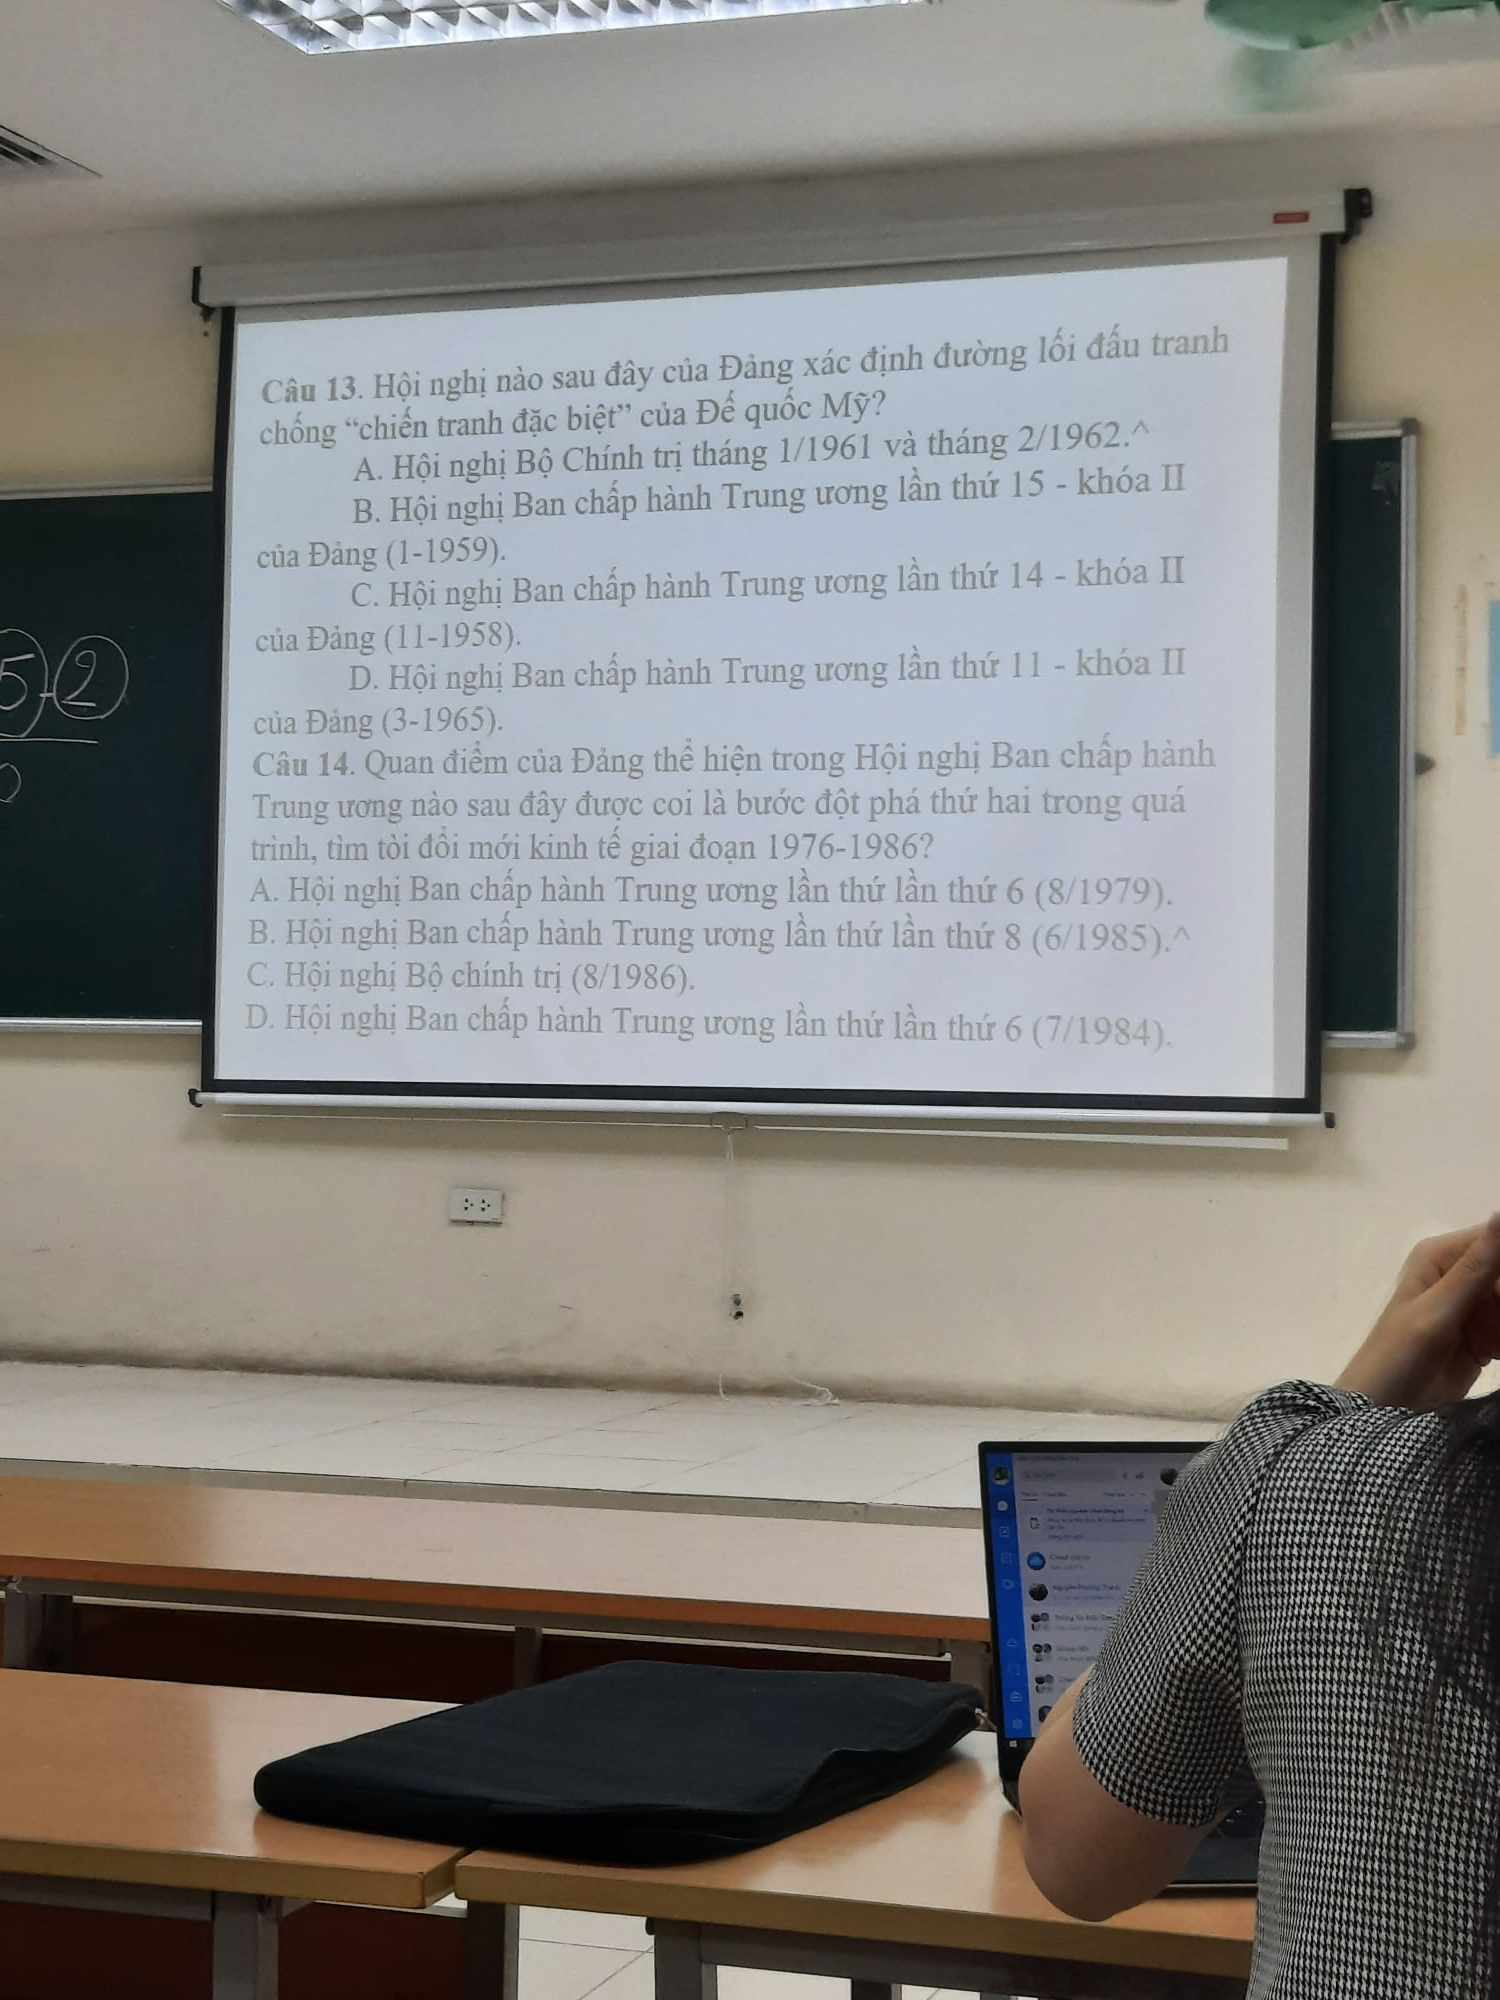 Câu 13. Hội nghị nào sau đây của Đảng xác định đường lối đấu tranh
chống “chiến tranh đặc biệt” của Đế quốc Mỹ?
A. Hội nghị Bộ Chính trị tháng 1/1961 và tháng 2/1962.^
B. Hội nghị Ban chấp hành Trung ương lần thứ 15 - khóa II
của Đảng (1-1959).
C. Hội nghị Ban chấp hành Trung ương lần thứ 14 - khóa II
của Đảng (11-1958).
D. Hội nghị Ban chấp hành Trung ương lần thứ 11 - khóa II
của Đảng (3-1965).
Câu 14. Quan điểm của Đảng thể hiện trong Hội nghị Ban chấp hành
Trung ương nào sau đây được coi là bước đột phá thứ hai trong quá
trình, tìm tòi đổi mới kinh tế giai đoạn 1976-1986?
A. Hội nghị Ban chấp hành Trung ương lần thứ lần thứ 6 (8/1979).
B. Hội nghị Ban chấp hành Trung ương lần thứ lần thứ 8 (6/1985).^
C. Hội nghị Bộ chính trị (8/1986).
D. Hội nghị Ban chấp hành Trung ương lần thứ lần thứ 6 (7/1984).
5 2